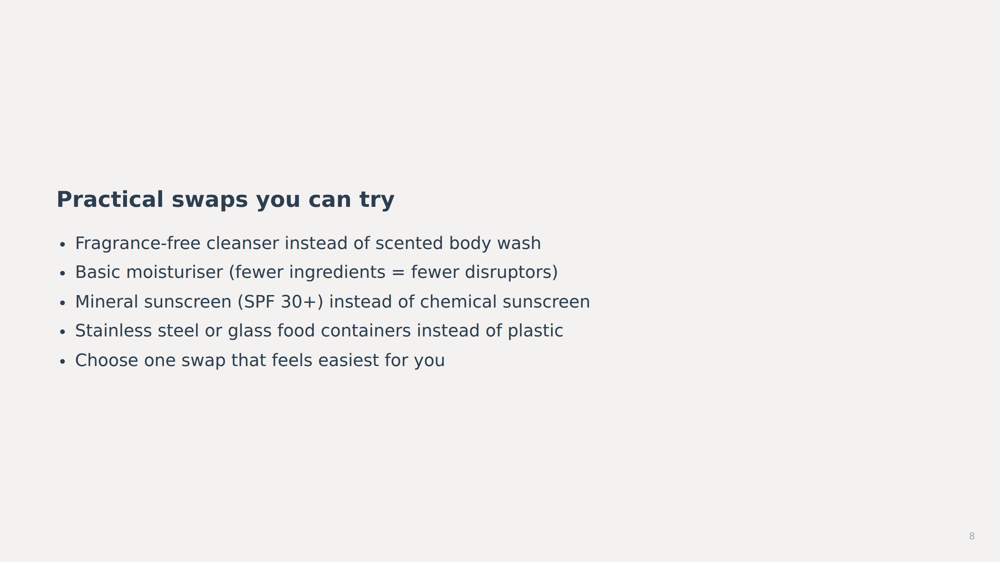 Practical swaps you can try
• Fragrance-free cleanser instead of scented body wash
• Basic moisturiser (fewer ingredients = fewer disruptors)
• Mineral sunscreen (SPF 30+) instead of chemical sunscreen
• Stainless steel or glass food containers instead of plastic
• Choose one swap that feels easiest for you
8